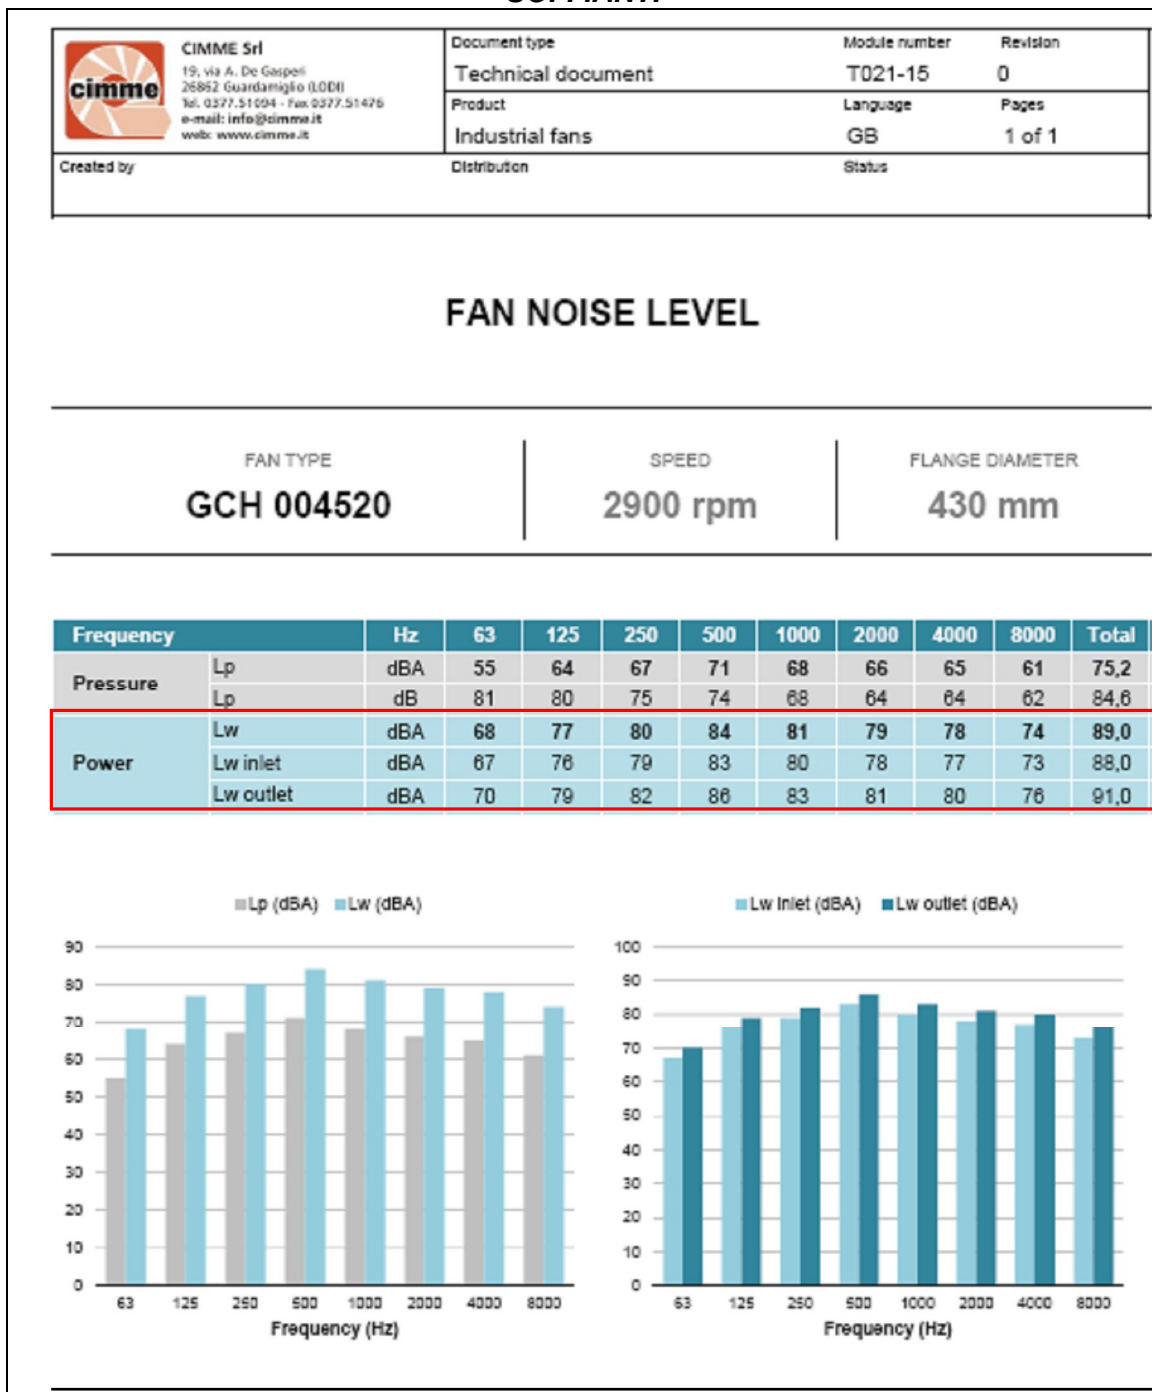 cimme
CIMME Srl
19, via A. De Gasperi
26862 Guardamiglio (LODI)
Tel. 0377.51094 - Fax 0377.51476
e-mail: info@cimme.it
web: www.cimme.it
Document type Module number Revision
Technical document T021-15 0
Product Language Pages
Industrial fans GB 1 of 1
Created by Distribution Status
FAN NOISE LEVEL
FAN TYPE SPEED FLANGE DIAMETER
GCH 004520 2900 rpm 430 mm
Frequency Hz 63 125 250 500 1000 2000 4000 8000 Total
Pressure Lp dBA 55 64 67 71 68 66 65 61 75,2
Lp dB 81 80 75 74 68 64 64 62 84,6
Power Lw dBA 68 77 80 84 81 79 78 74 89,0
Lw inlet dBA 67 76 79 83 80 78 77 73 88,0
Lw outlet dBA 70 79 82 86 83 81 80 76 91,0
Lp (dBA) Lw (dBA)
90
80
70
60
50
40
30
20
10
0
63 125 250 500 1000 2000 4000 8000
Frequency (Hz)
Lw Inlet (dBA) Lw outlet (dBA)
100
90
80
70
60
50
40
30
20
10
0
63 125 250 500 1000 2000 4000 8000
Frequency (Hz)